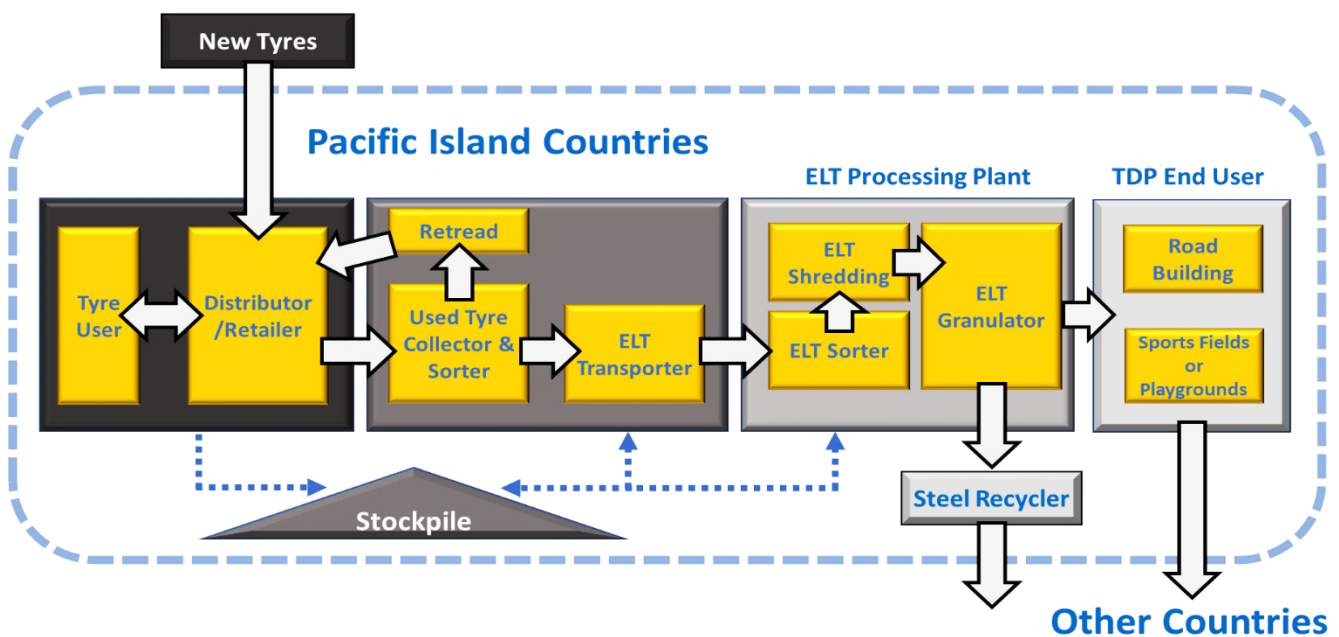 New Tyres
Pacific Island Countries
ELT Processing Plant
TDP End User
Tyre
User
Distributor
/Retailer
Retread
Used Tyre
Collector &
Sorter
ELT
Transporter
ELT
Shredding
ELT Sorter
ELT
Granulator
Road
Building
Sports Fields
or
Playgrounds
Stockpile
Steel Recycler
Other Countries